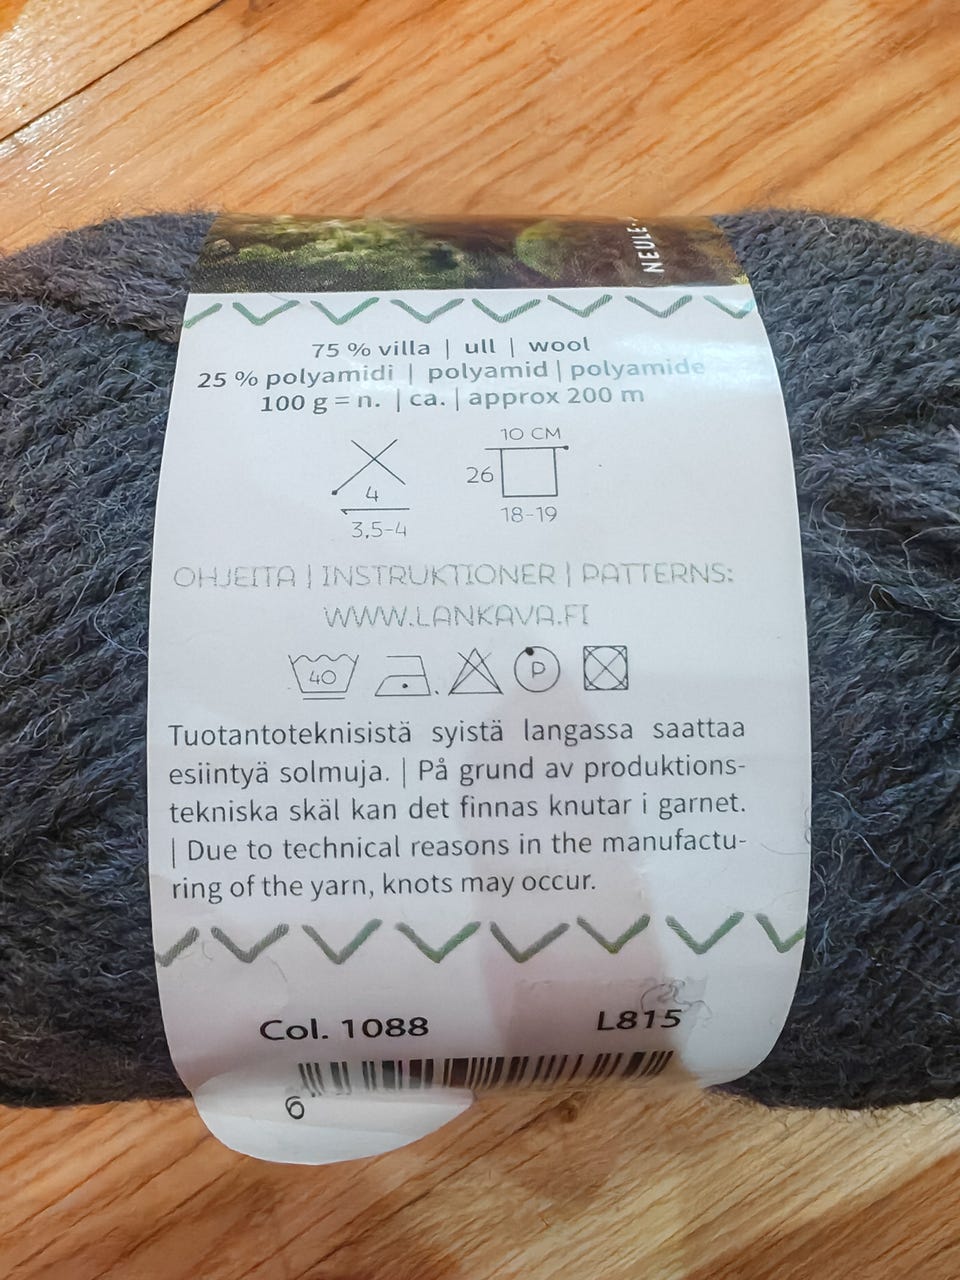 NEULE
75 % villa | ull | wool
25 % polyamidi | polyamid | polyamide
100 g = n. | ca. | approx 200 m
10 CM
26
4
18-19
3,5-4
OHJEITA | INSTRUKTIONER | PATTERNS:
WWW.LANKAVA.FI
40
P
Tuotantoteknisistä syistä langassa saattaa
esiintyä solmuja. | På grund av produktions-
tekniska skäl kan det finnas knutar i garnet.
| Due to technical reasons in the manufactu-
ring of the yarn, knots may occur.
Col. 1088 L815
6